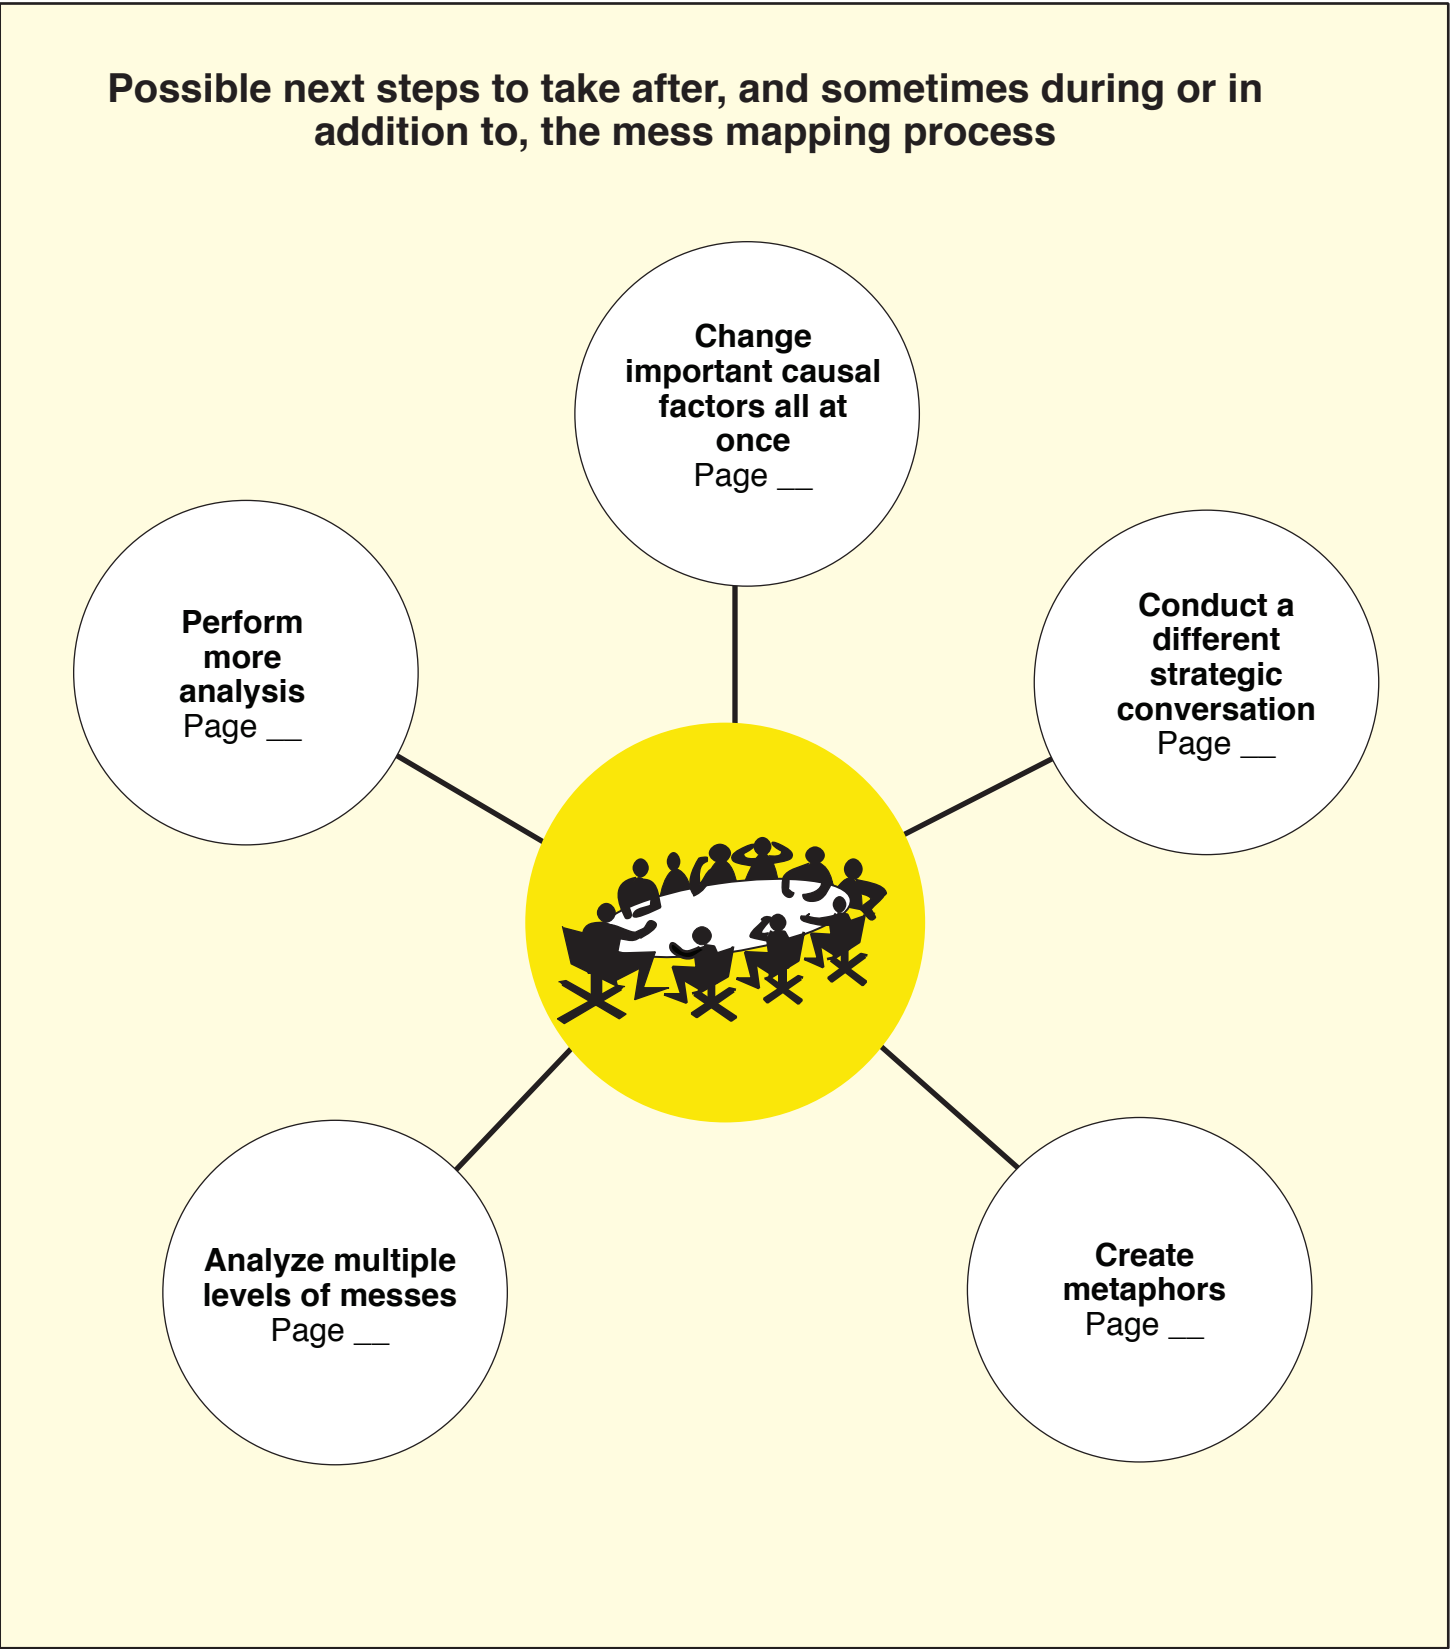 Possible next steps to take after, and sometimes during or in
addition to, the mess mapping process
Change
important causal
factors all at
once
Page __
Perform
more
analysis
Page __
Conduct a
different
strategic
conversation
Page __
Analyze multiple
levels of messes
Page __
Create
metaphors
Page __